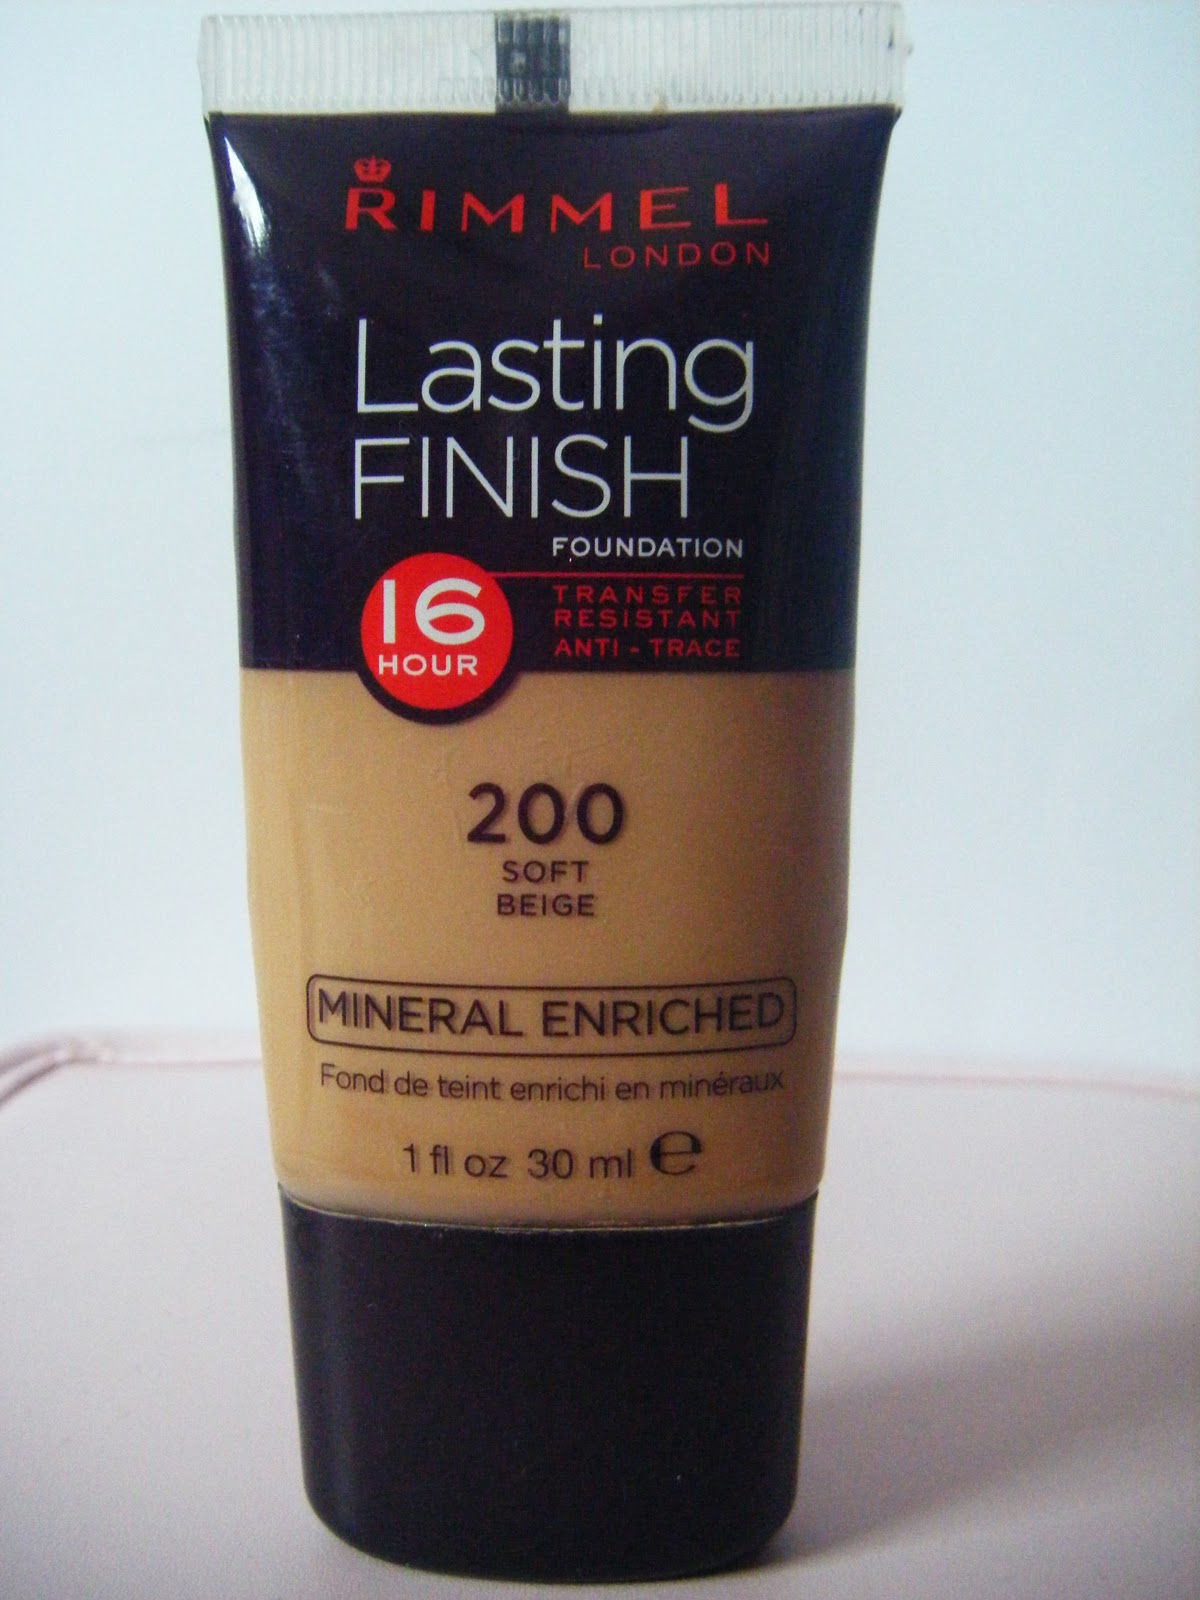 RIMMEL
LONDON
Lasting
FINISH
FOUNDATION
16
HOUR
TRANSFER
RESISTANT
ANTI - TRACE
200
SOFT
BEIGE
MINERAL ENRICHED
Fond de teint enrichi en minéraux
1 fl oz 30 ml ℮